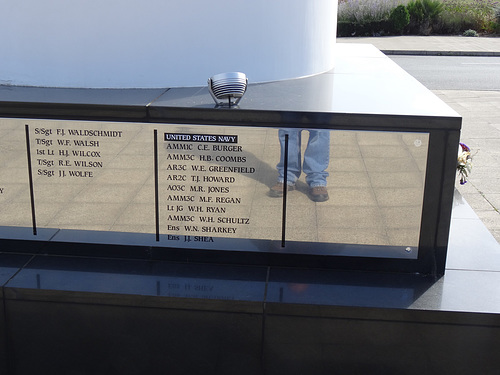 S/Sgt F.J. WALDSCHMIDT
T/Sgt W.F. WALSH
1st Lt H.J. WILCOX
T/Sgt R.E. WILSON
S/Sgt J.J. WOLFE
UNITED STATES NAVY
AMM1C C.E. BURGER
AMM3C H.B. COOMBS
AR3C W.E. GREENFIELD
AR2C T.J. HOWARD
AO3C M.R. JONES
AMM3C M.F. REGAN
Lt JG W.H. RYAN
AMM3C W.H. SCHULTZ
Ens W.N. SHARKEY
Ens J.J. SHEA